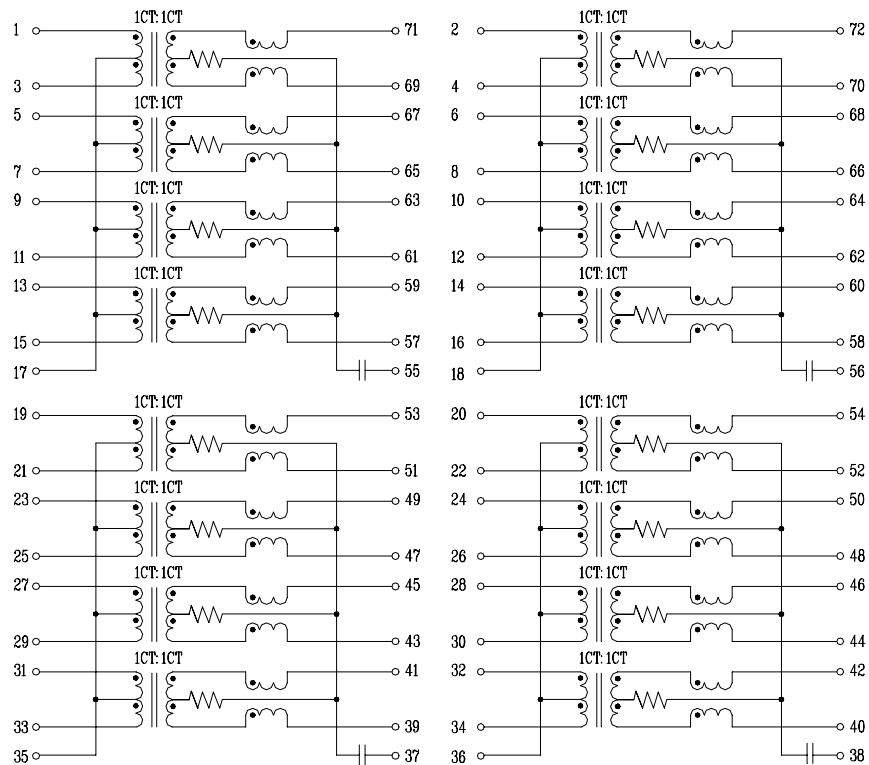 1CT:1CT 1CT:1CT
1 71 2 72
3 69 4 70
1CT:1CT 1CT:1CT
5 67 6 68
7 65 8 66
1CT:1CT 1CT:1CT
9 63 10 64
11 61 12 62
1CT:1CT 1CT:1CT
13 59 14 60
15 57 16 58
17 55 18 56
1CT:1CT 1CT:1CT
19 53 20 54
21 51 22 52
1CT:1CT 1CT:1CT
23 49 24 50
25 47 26 48
1CT:1CT 1CT:1CT
27 45 28 46
29 43 30 44
1CT:1CT 1CT:1CT
31 41 32 42
33 39 34 40
35 37 36 38